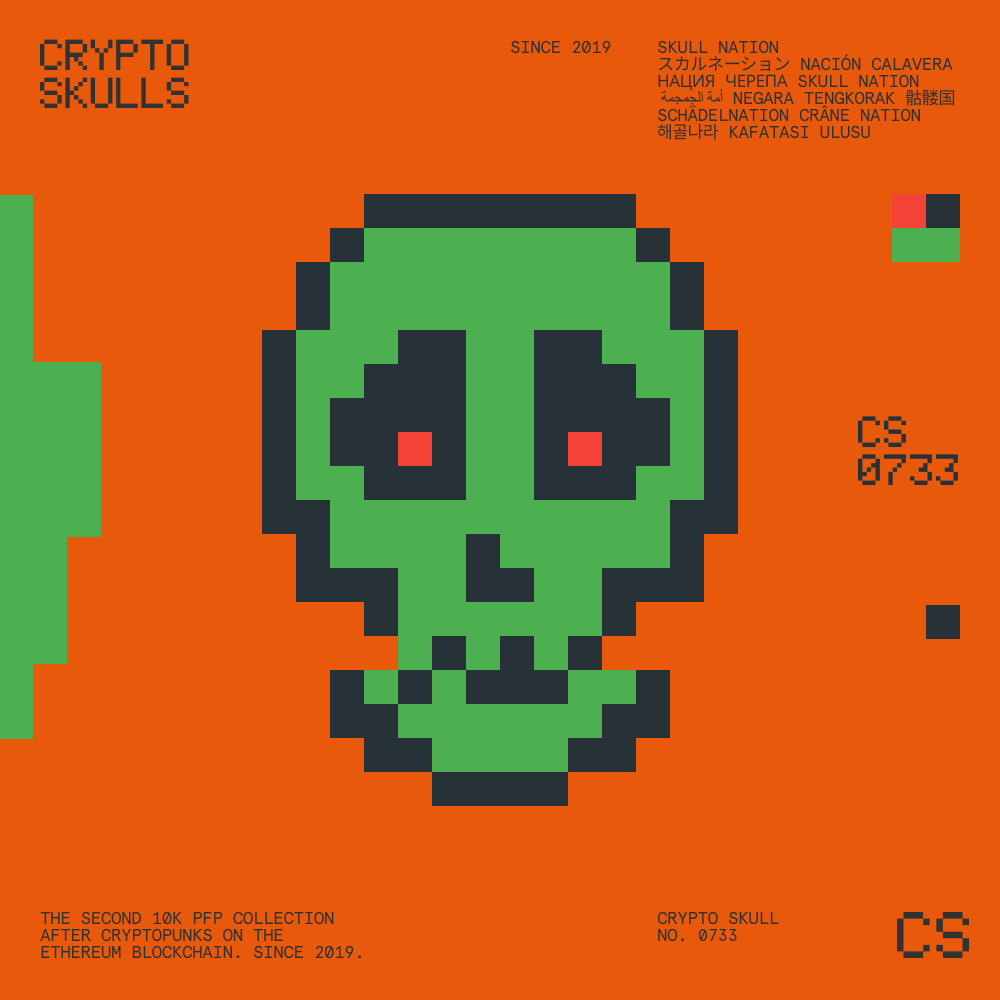 CRYPTO
SKULLS
SINCE 2019
SKULL NATION
スカルネーション NACIÓN CALAVERA
НАЦИЯ ЧЕРЕПА SKULL NATION
أمة الجمجمة NEGARA TENGKORAK 骷髅国
SCHÄDELNATION CRÂNE NATION
해골나라 KAFATASI ULUSU
CS
0733
THE SECOND 10K PFP COLLECTION
AFTER CRYPTOPUNKS ON THE
ETHEREUM BLOCKCHAIN. SINCE 2019.
CRYPTO SKULL
NO. 0733
CS